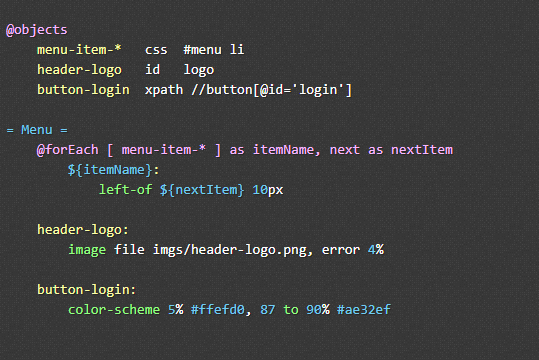 @objects
    menu-item-*   css  #menu li
    header-logo   id   logo
    button-login  xpath //button[@id='login']
= Menu =
    @forEach [ menu-item-* ] as itemName, next as nextItem
        ${itemName}:
            left-of ${nextItem} 10px
    header-logo:
        image file imgs/header-logo.png, error 4%
    button-login:
        color-scheme 5% #ffefd0, 87 to 90% #ae32ef